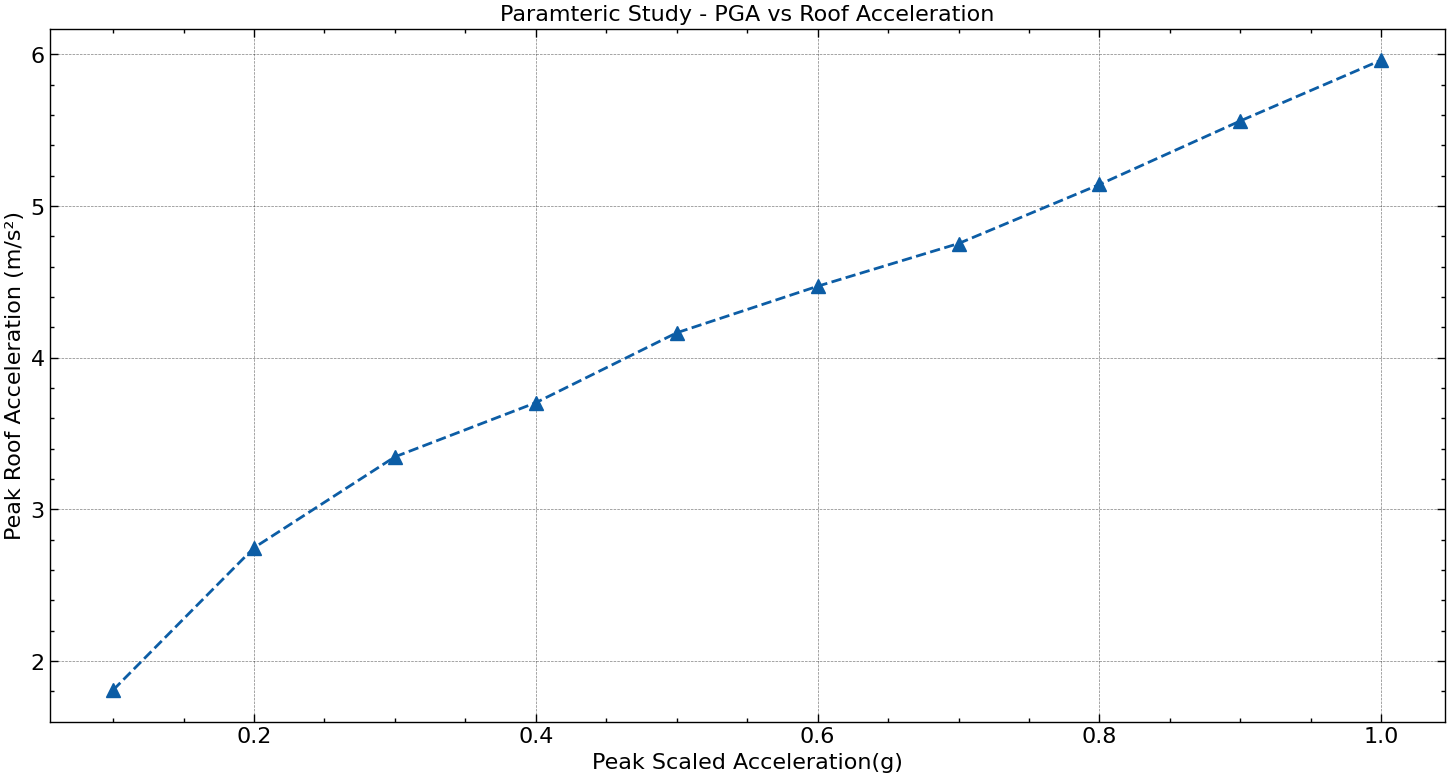 Paramteric Study - PGA vs Roof Acceleration
Peak Roof Acceleration (m/s²)
6
5
4
3
2
0.2 0.4 0.6 0.8 1.0
Peak Scaled Acceleration(g)